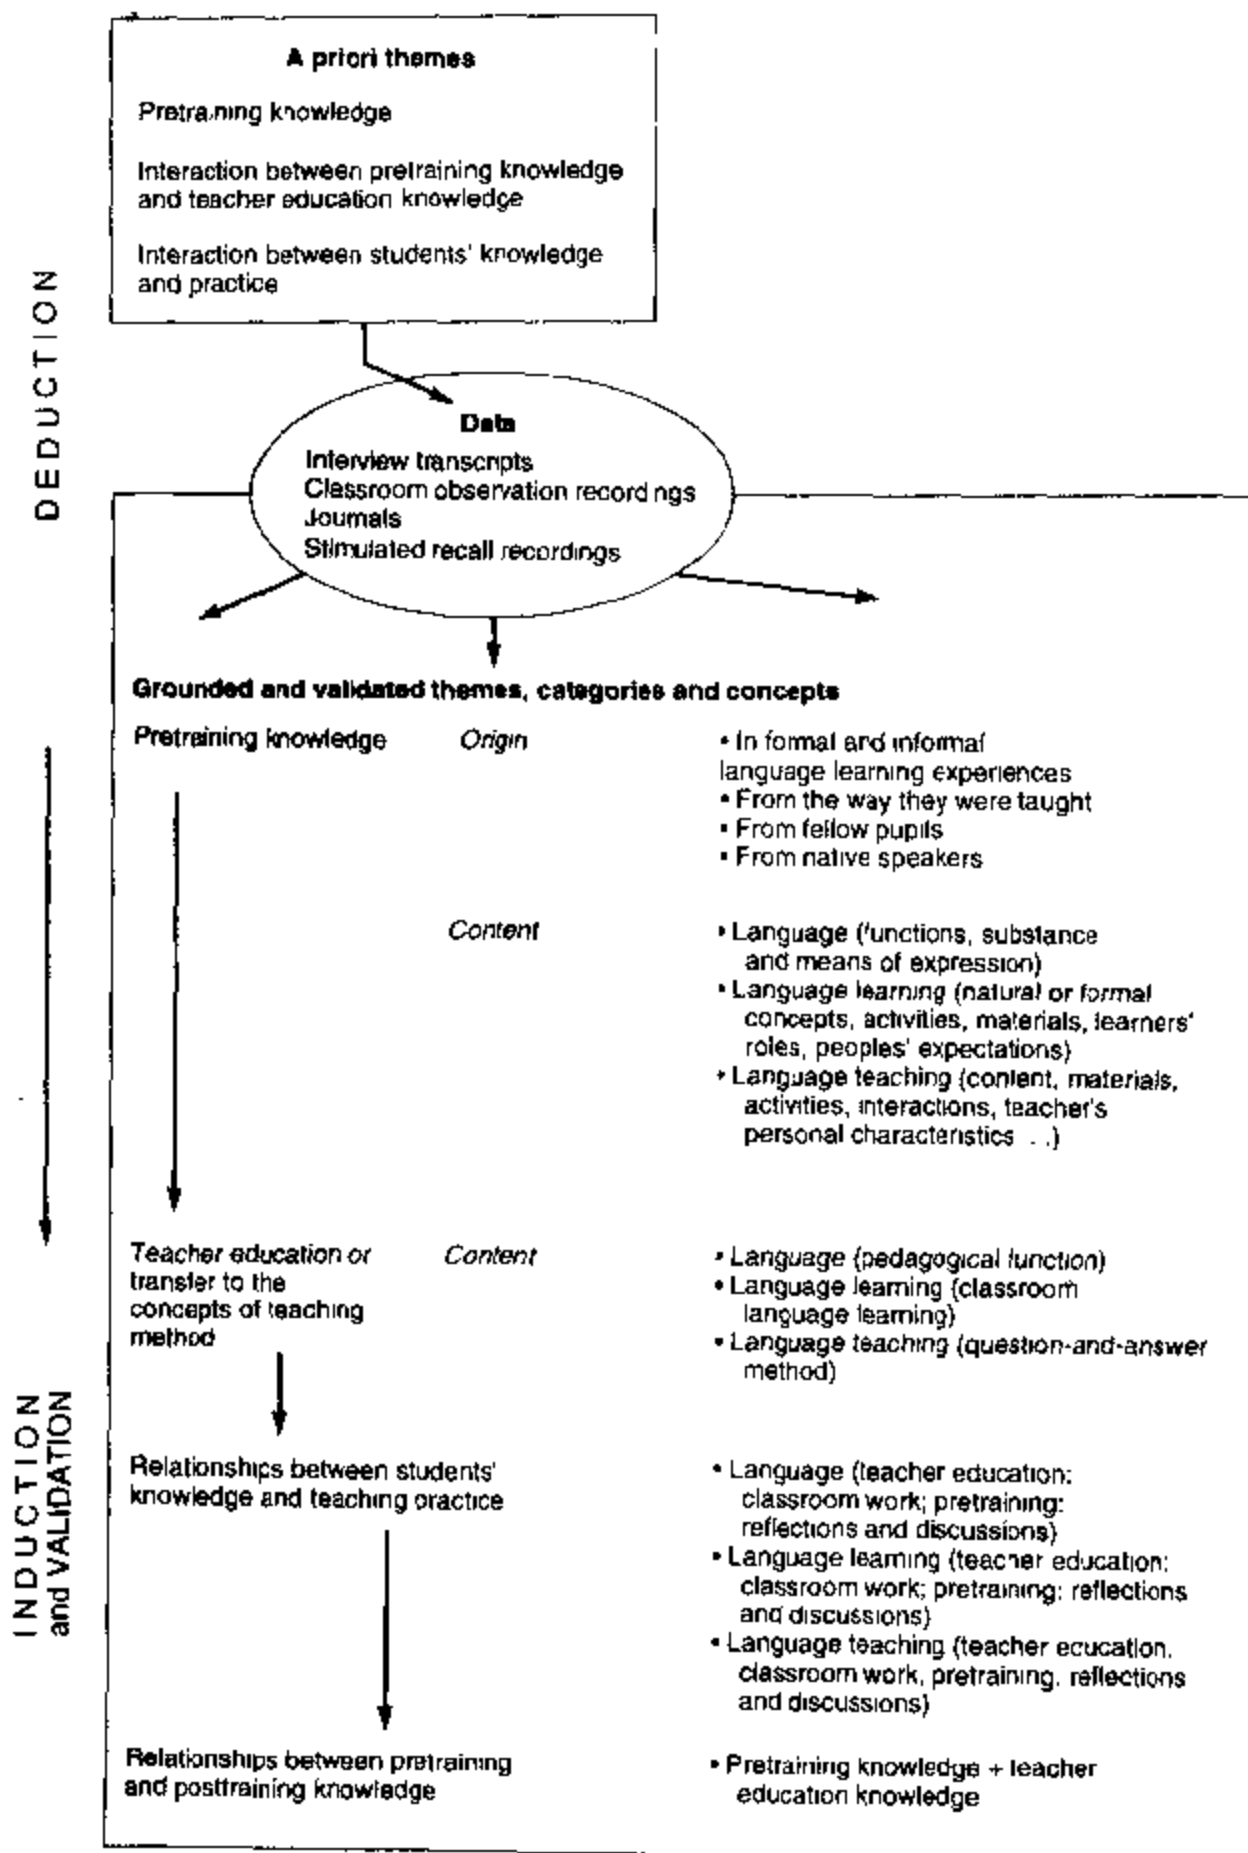 A priori themes
Pretraining knowledge
Interaction between pretraining knowledge
and teacher education knowledge
Interaction between students' knowledge
and practice
DEDUCTION
Data
Interview transcripts
Classroom observation recordings
Journals
Stimulated recall recordings
Grounded and validated themes, categories and concepts
Pretraining knowledge
Origin
• In formal and informal
language learning experiences
• From the way they were taught
• From fellow pupils
• From native speakers
Content
• Language (functions, substance
and means of expression)
• Language learning (natural or formal
concepts, activities, materials, learners'
roles, peoples' expectations)
• Language teaching (content, materials,
activities, interactions, teacher's
personal characteristics . . .)
Teacher education or
transfer to the
concepts of teaching
method
Content
• Language (pedagogical function)
• Language learning (classroom
language learning)
• Language teaching (question-and-answer
method)
INDUCTION
and VALIDATION
Relationships between students'
knowledge and teaching practice
• Language (teacher education:
classroom work; pretraining:
reflections and discussions)
• Language learning (teacher education:
classroom work; pretraining: reflections
and discussions)
• Language teaching (teacher education,
classroom work, pretraining, reflections
and discussions)
Relationships between pretraining
and posttraining knowledge
• Pretraining knowledge + teacher
education knowledge